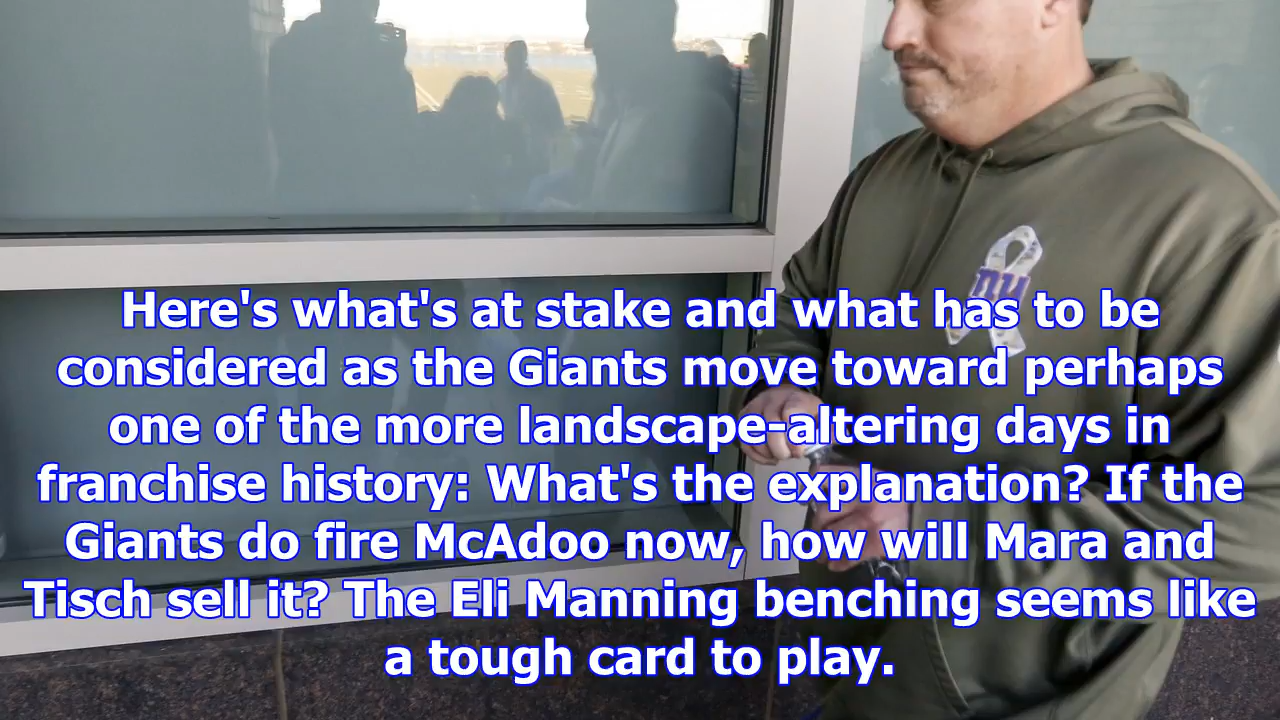 ny
Here's what's at stake and what has to be
considered as the Giants move toward perhaps
one of the more landscape-altering days in
franchise history: What's the explanation? If the
Giants do fire McAdoo now, how will Mara and
Tisch sell it? The Eli Manning benching seems like
a tough card to play.